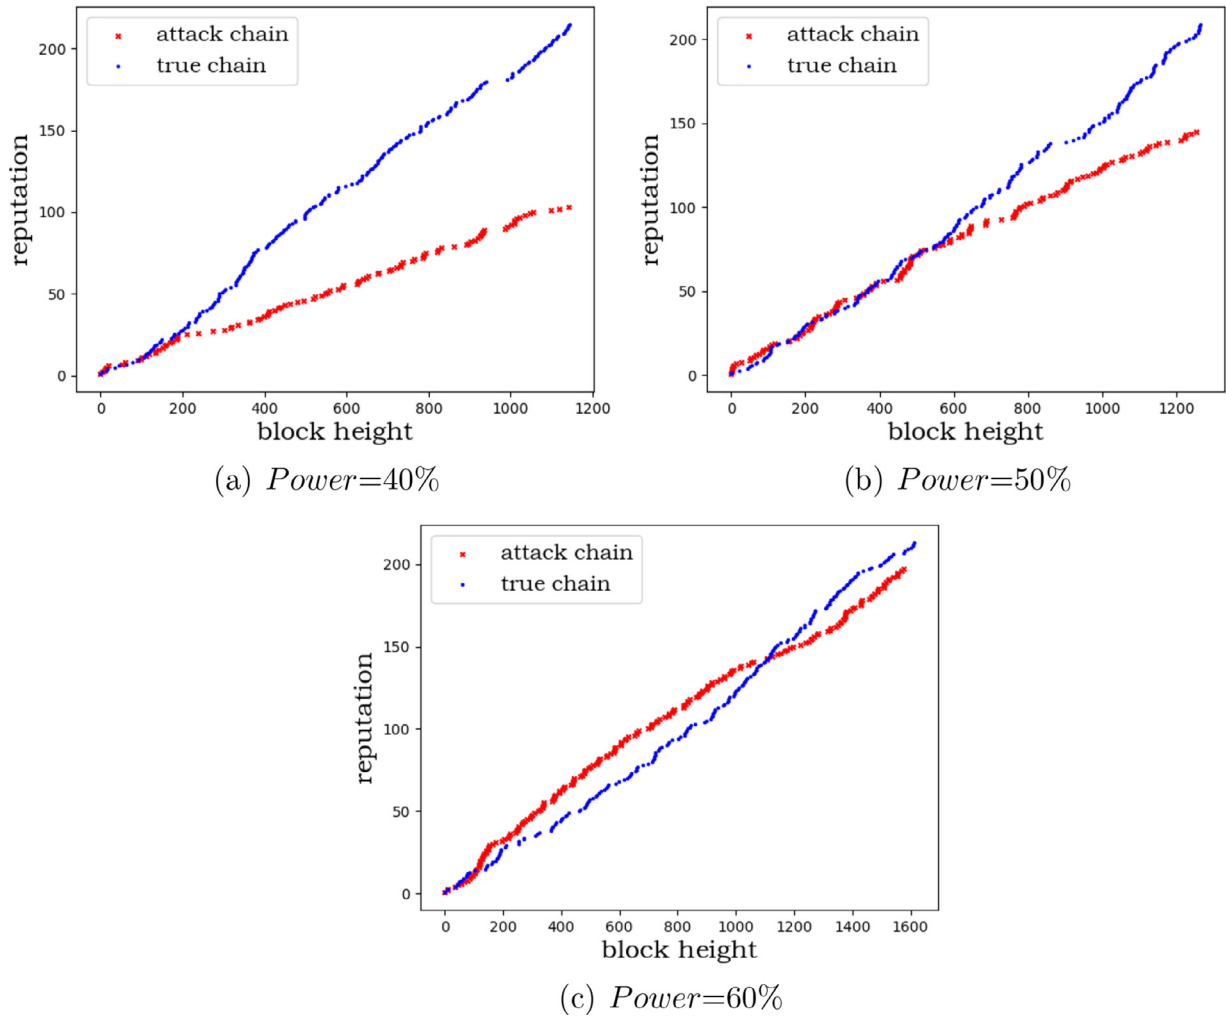 attack chain
true chain
200
150
100
50
0
reputation
0 200 400 600 800 1000 1200
block height
(a) Power=40%
attack chain
true chain
200
150
100
50
0
reputation
0 200 400 600 800 1000 1200
block height
(b) Power=50%
attack chain
true chain
200
150
100
50
0
reputation
0 200 400 600 800 1000 1200 1400 1600
block height
(c) Power=60%